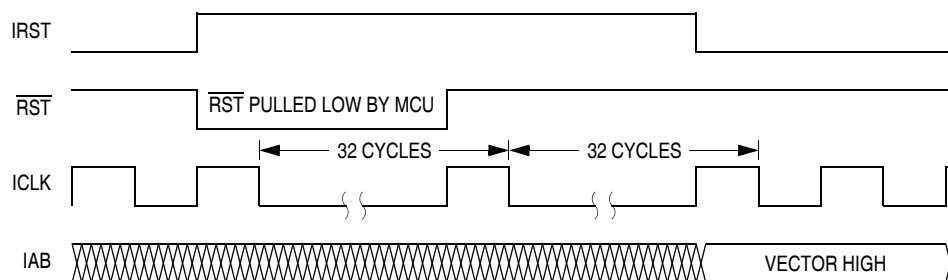 IRST
RST
RST PULLED LOW BY MCU
32 CYCLES
32 CYCLES
ICLK
IAB
VECTOR HIGH